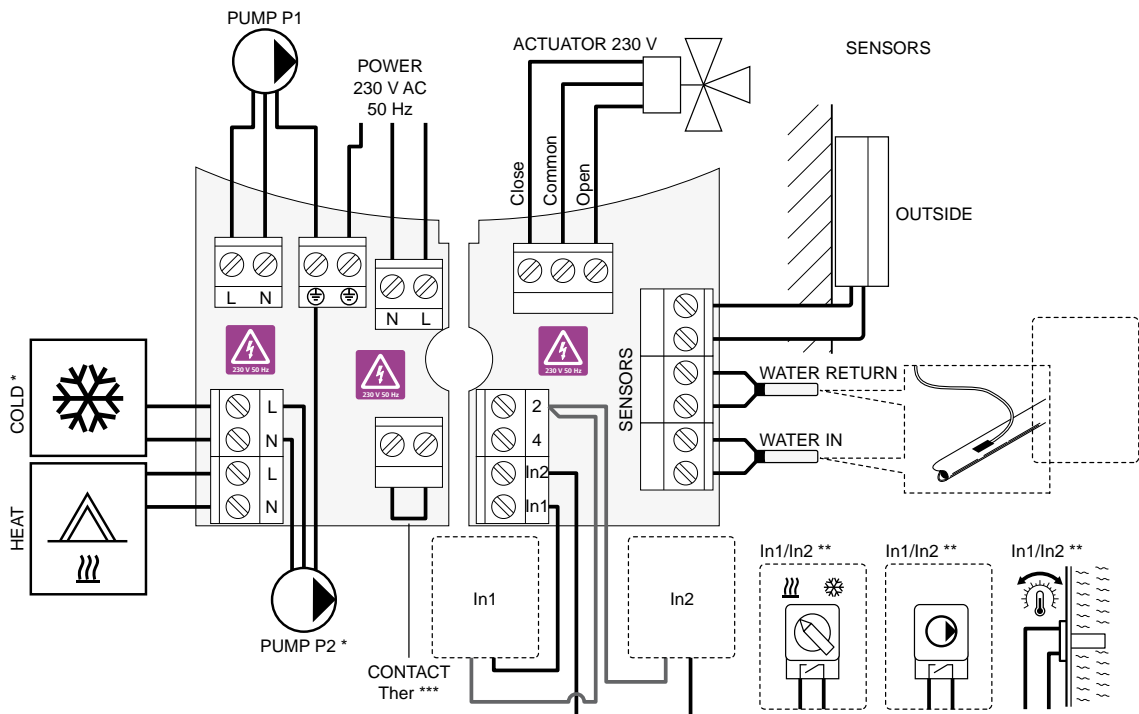 PUMP P1
POWER
230 V AC
50 Hz
ACTUATOR 230 V
SENSORS
Close
Common
Open
OUTSIDE
L N
N L
230 V 50 Hz
230 V 50 Hz
230 V 50 Hz
SENSORS
WATER RETURN
WATER IN
COLD *
HEAT
L
N
L
N
2
4
In2
In1
PUMP P2 *
CONTACT
Ther ***
In1
In2
In1/In2 **
In1/In2 **
In1/In2 **